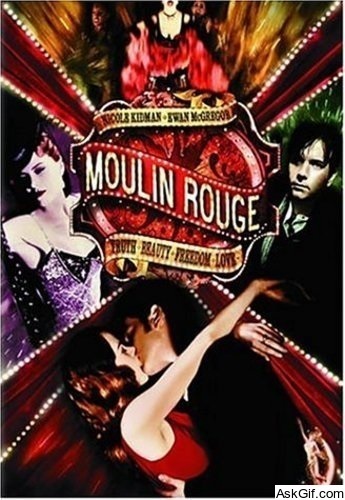 NICOLE KIDMAN · EWAN McGREGOR
MOULIN ROUGE
TRUTH · BEAUTY · FREEDOM · LOVE
AskGif.com